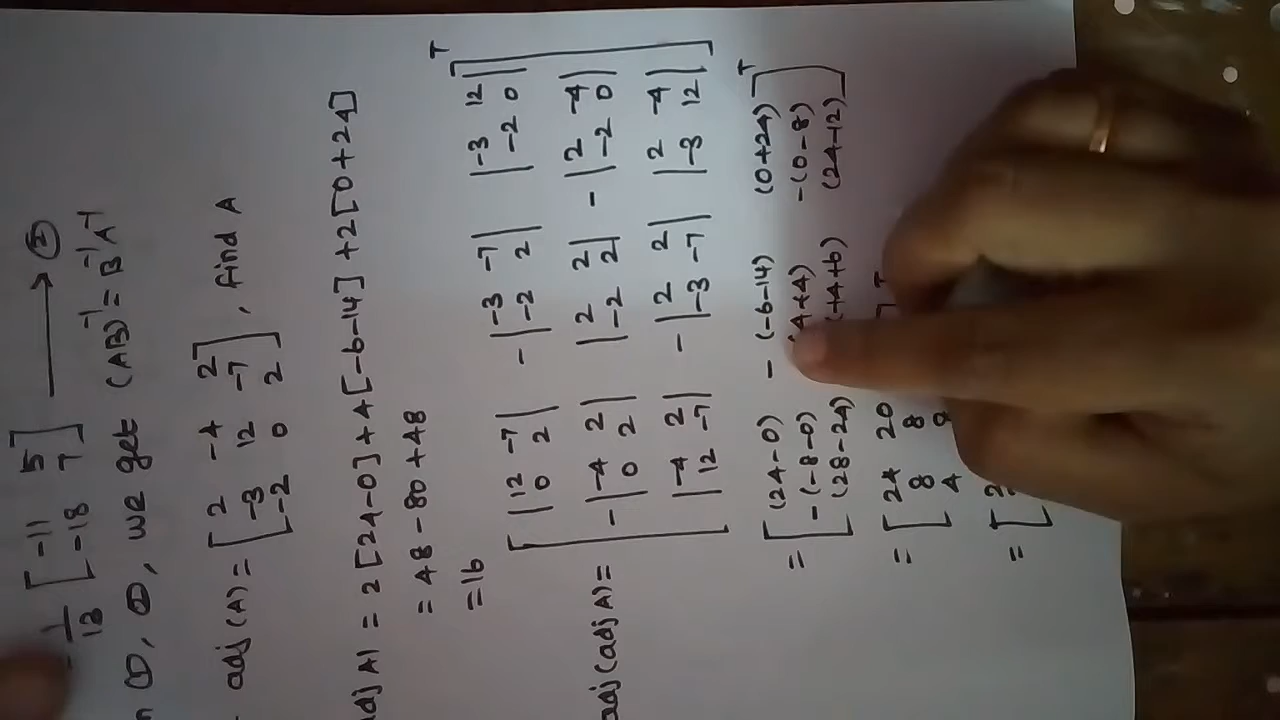 1/13 [-11 5 -18 7] → ②
①, we get (AB)⁻¹ = B⁻¹A⁻¹
adj(A) = [2 -4 2 -3 12 -7 -2 0 2], find A
adj A| = 2[24-0]+4[-6-14]+2[0+24]
= 48-80+48
=16
adj(adj A) = [|12 -7 0 2| -|-3 -7 -2 2| |-3 12 -2 0|
-|-4 2 0 2| |2 2 -2 2| -|2 -4 -2 0|
|-4 2 12 -7| -|2 2 -3 -7| |2 -4 -3 12|]ᵀ
= [(24-0) -(-6-14) (0+24)
-(-8-0) (4+4) -(0-8)
(28-24) (24-12)]ᵀ
= [24 20
8 8
4 ]ᵀ
= [